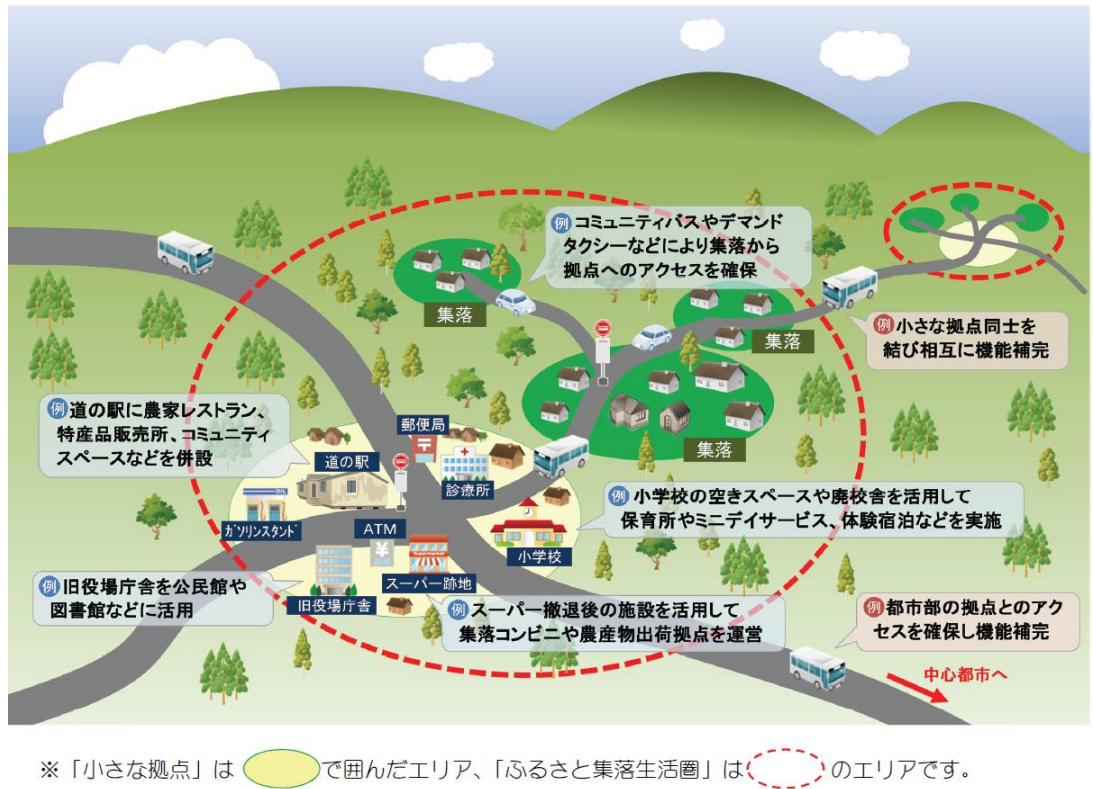 例 コミュニティバスやデマンド
タクシーなどにより集落から
拠点へのアクセスを確保
集落
集落
例 小さな拠点同士を
結び相互に機能補完
例 道の駅に農家レストラン、
特産品販売所、コミュニティ
スペースなどを併設
郵便局
集落
道の駅
診療所
例 小学校の空きスペースや廃校舎を活用して
保育所やミニデイサービス、体験宿泊などを実施
OIL
ガソリンスタンド
ATM
小学校
Supermarket
スーパー跡地
例 旧役場庁舎を公民館や
図書館などに活用
旧役場庁舎
例 スーパー撤退後の施設を活用して
集落コンビニや農産物出荷拠点を運営
例 都市部の拠点とのアク
セスを確保し機能補完
中心都市へ
※「小さな拠点」は で囲んだエリア、「ふるさと集落生活圏」は のエリアです。